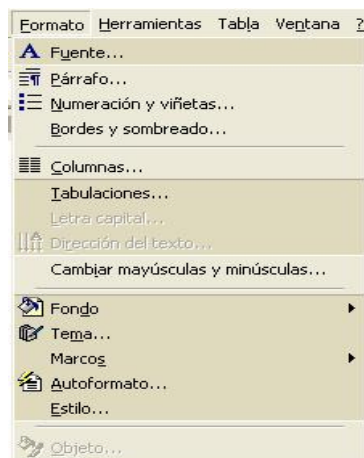 Formato Herramientas Tabla Ventana ?
Fuente...
Párrafo...
Numeración y viñetas...
Bordes y sombreado...
Columnas...
Tabulaciones...
Letra capital...
Dirección del texto...
Cambiar mayúsculas y minúsculas...
Fondo
Tema...
Marcos
Autoformato...
Estilo...
Objeto...